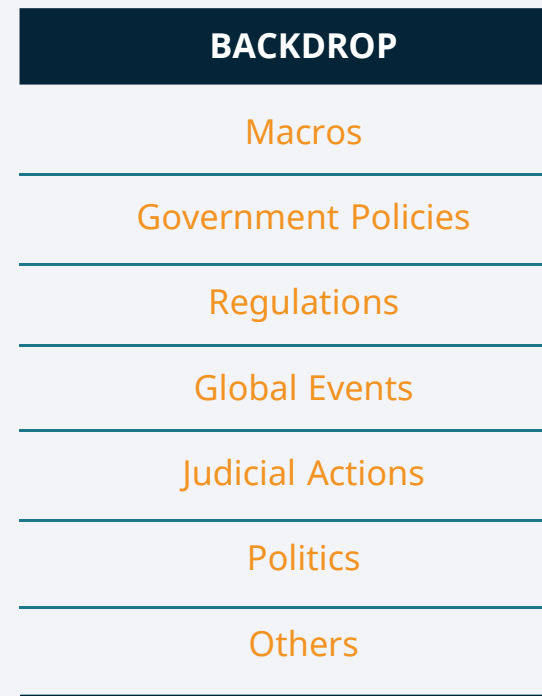 BACKDROP
Macros
Government Policies
Regulations
Global Events
Judicial Actions
Politics
Others